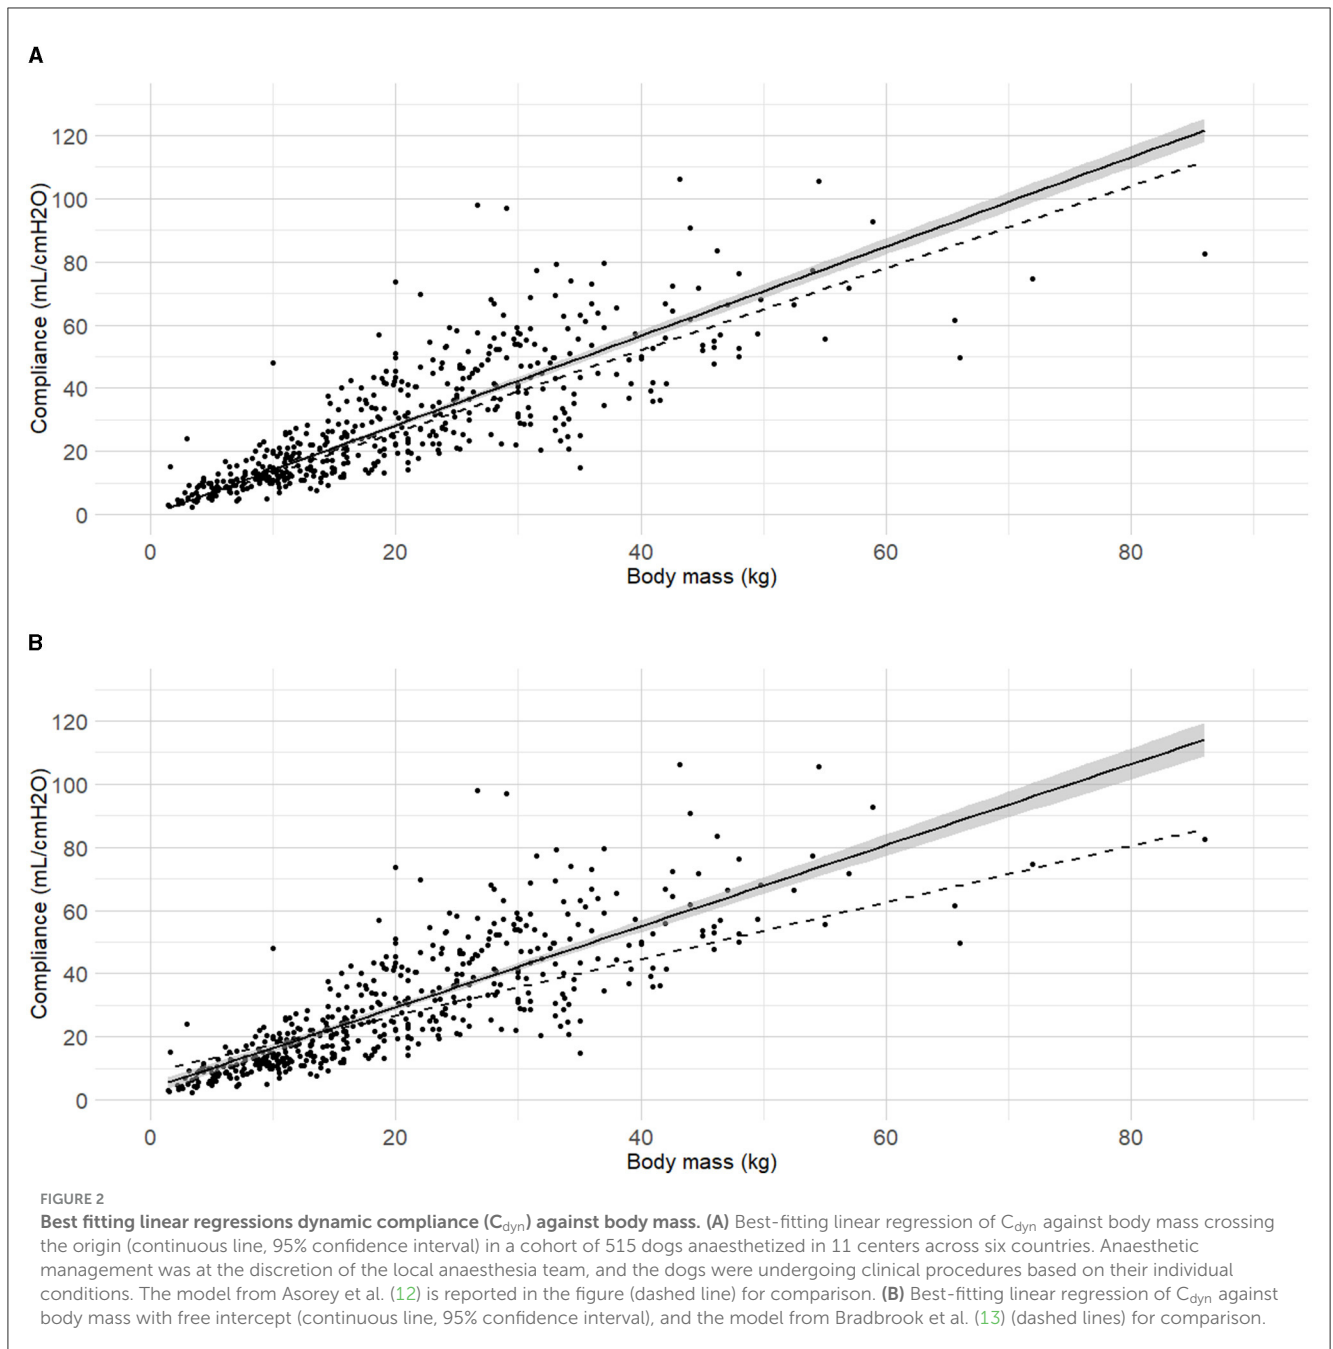 A
120
100
80
60
40
20
0
Compliance (mL/cmH2O)
0 20 40 60 80
Body mass (kg)
B
120
100
80
60
40
20
0
Compliance (mL/cmH2O)
0 20 40 60 80
Body mass (kg)
FIGURE 2
Best fitting linear regressions dynamic compliance (Cdyn) against body mass. (A) Best-fitting linear regression of Cdyn against body mass crossing
the origin (continuous line, 95% confidence interval) in a cohort of 515 dogs anaesthetized in 11 centers across six countries. Anaesthetic
management was at the discretion of the local anaesthesia team, and the dogs were undergoing clinical procedures based on their individual
conditions. The model from Asorey et al. (12) is reported in the figure (dashed line) for comparison. (B) Best-fitting linear regression of Cdyn against
body mass with free intercept (continuous line, 95% confidence interval), and the model from Bradbrook et al. (13) (dashed lines) for comparison.